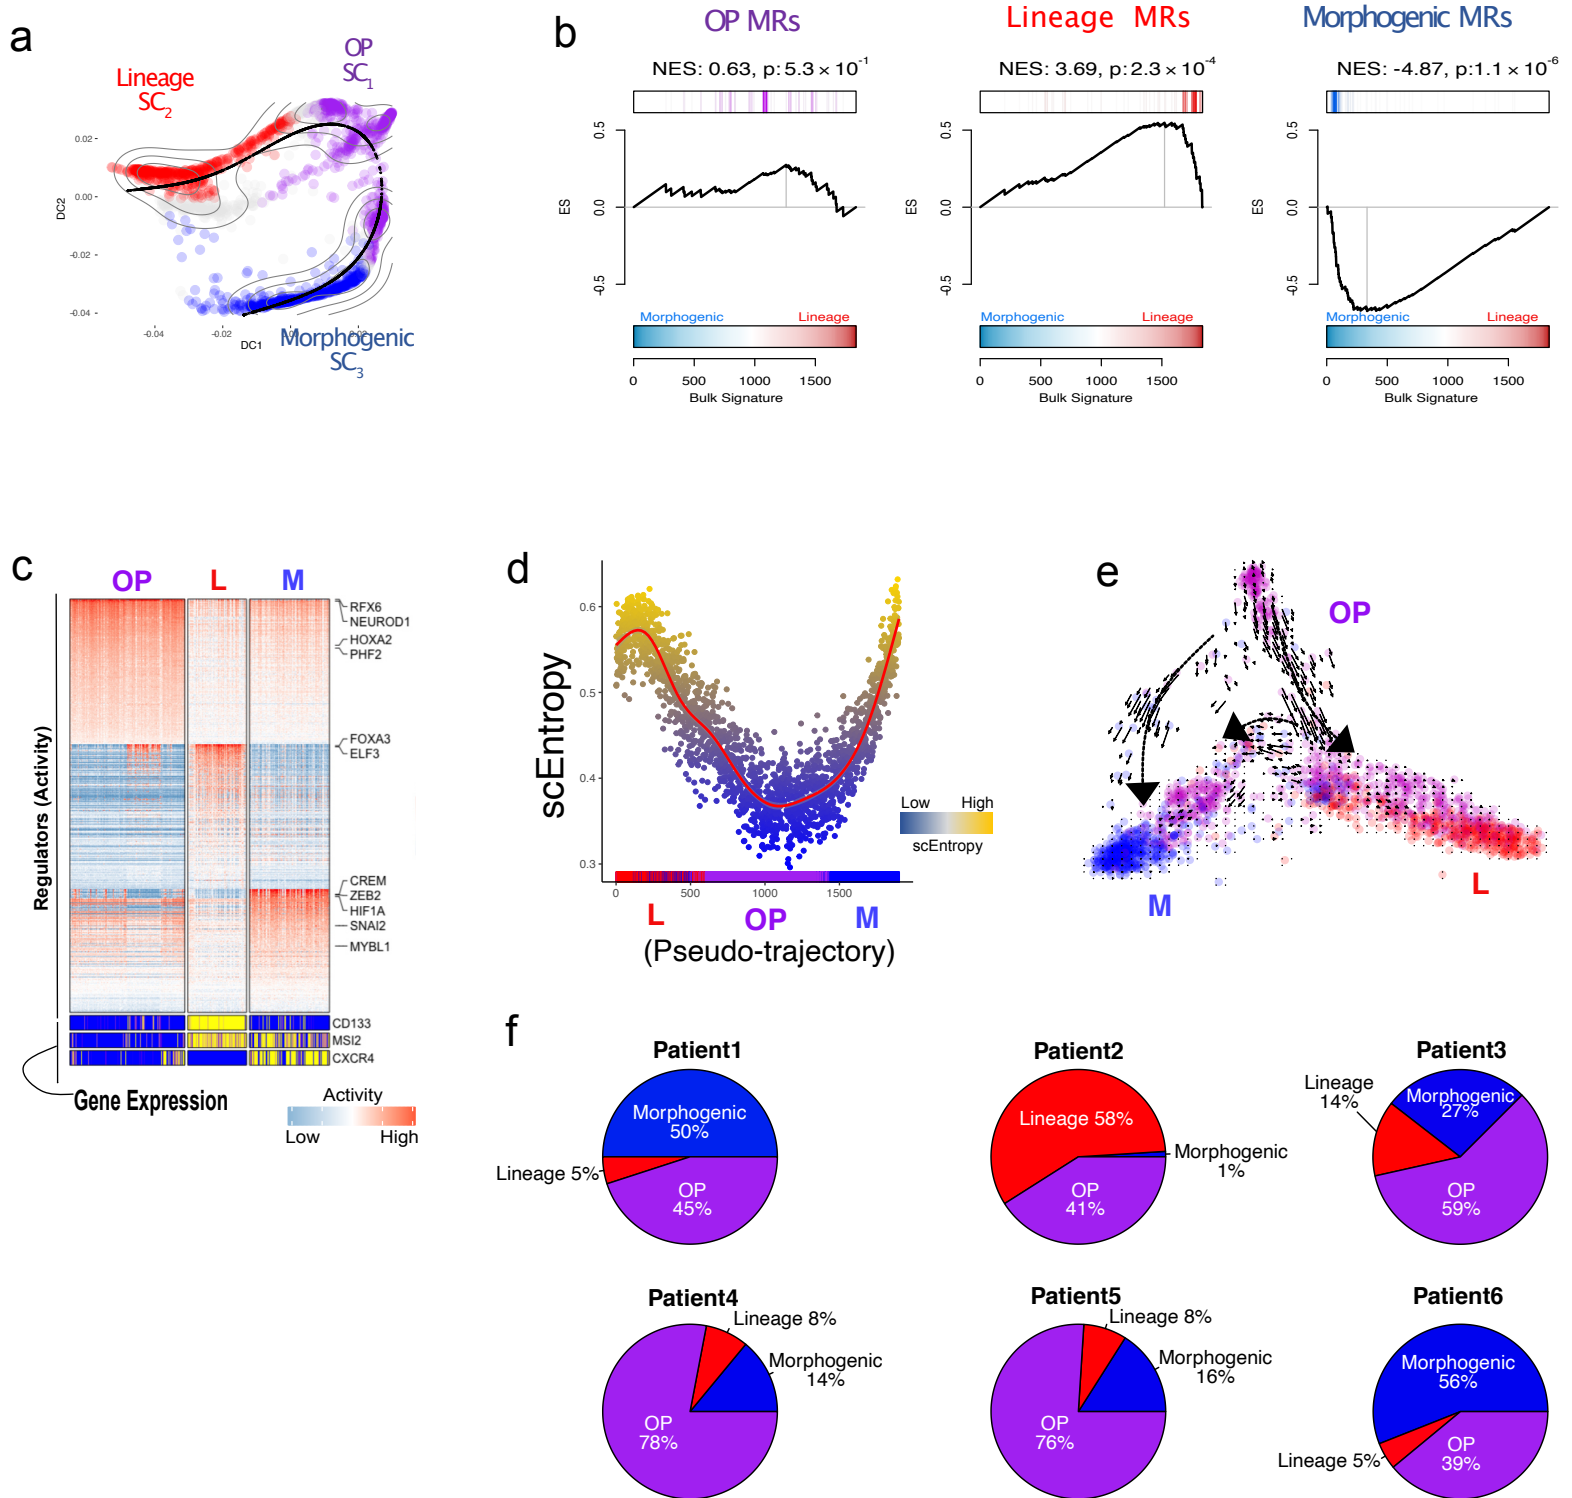 a
Lineage
SC2
OP
SC1
0.02
0.00
-0.02
-0.04
DC2
-0.04
-0.02
0.02
DC1
Morphogenic
SC3
b
OP MRs
NES: 0.63, p:5.3 × 10-1
0.5
0.0
-0.5
ES
Morphogenic
Lineage
0
500
1000
1500
Bulk Signature
Lineage MRs
NES: 3.69, p:2.3 × 10-4
0.5
0.0
-0.5
ES
Morphogenic
Lineage
0
500
1000
1500
Bulk Signature
Morphogenic MRs
NES: -4.87, p:1.1 × 10-6
0.5
0.0
-0.5
ES
Morphogenic
Lineage
0
500
1000
1500
Bulk Signature
c
OP
L
M
Regulators (Activity)
RFX6
NEUROD1
HOXA2
PHF2
FOXA3
ELF3
CREM
ZEB2
HIF1A
SNAI2
MYBL1
CD133
MSI2
CXCR4
Gene Expression
Activity
Low
High
d
scEntropy
0.6
0.5
0.4
0.3
Low
High
scEntropy
0
500
1000
1500
L
OP
M
(Pseudo-trajectory)
e
OP
M
L
f
Patient1
Morphogenic
50%
Lineage 5%
OP
45%
Patient2
Lineage 58%
Morphogenic
1%
OP
41%
Patient3
Lineage
14%
Morphogenic
27%
OP
59%
Patient4
Lineage 8%
Morphogenic
14%
OP
78%
Patient5
Lineage 8%
Morphogenic
16%
OP
76%
Patient6
Morphogenic
56%
Lineage 5%
OP
39%